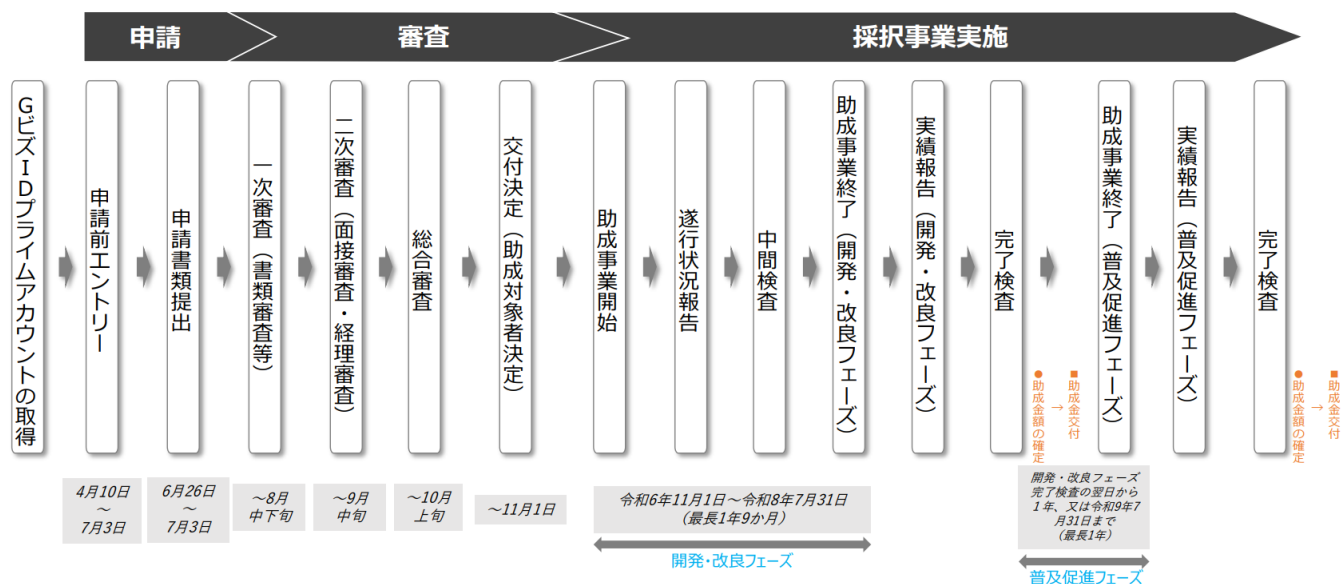 申請
審査
採択事業実施
GビズIDプライムアカウントの取得
申請前エントリー
申請書類提出
一次審査（書類審査等）
二次審査（面接審査・経理審査）
総合審査
交付決定（助成対象者決定）
助成事業開始
遂行状況報告
中間検査
助成事業終了（開発・改良フェーズ）
実績報告（開発・改良フェーズ）
完了検査
●助成金額の確定
→
■助成金交付
助成事業終了（普及促進フェーズ）
実績報告（普及促進フェーズ）
完了検査
●助成金額の確定
→
■助成金交付
4月10日
～
7月3日
6月26日
～
7月3日
～8月
中下旬
～9月
中旬
～10月
上旬
～11月1日
令和6年11月1日～令和8年7月31日
（最長1年9か月）
開発・改良フェーズ
開発・改良フェーズ
完了検査の翌日から
１年、又は令和9年7
月31日まで
（最長1年）
普及促進フェーズ